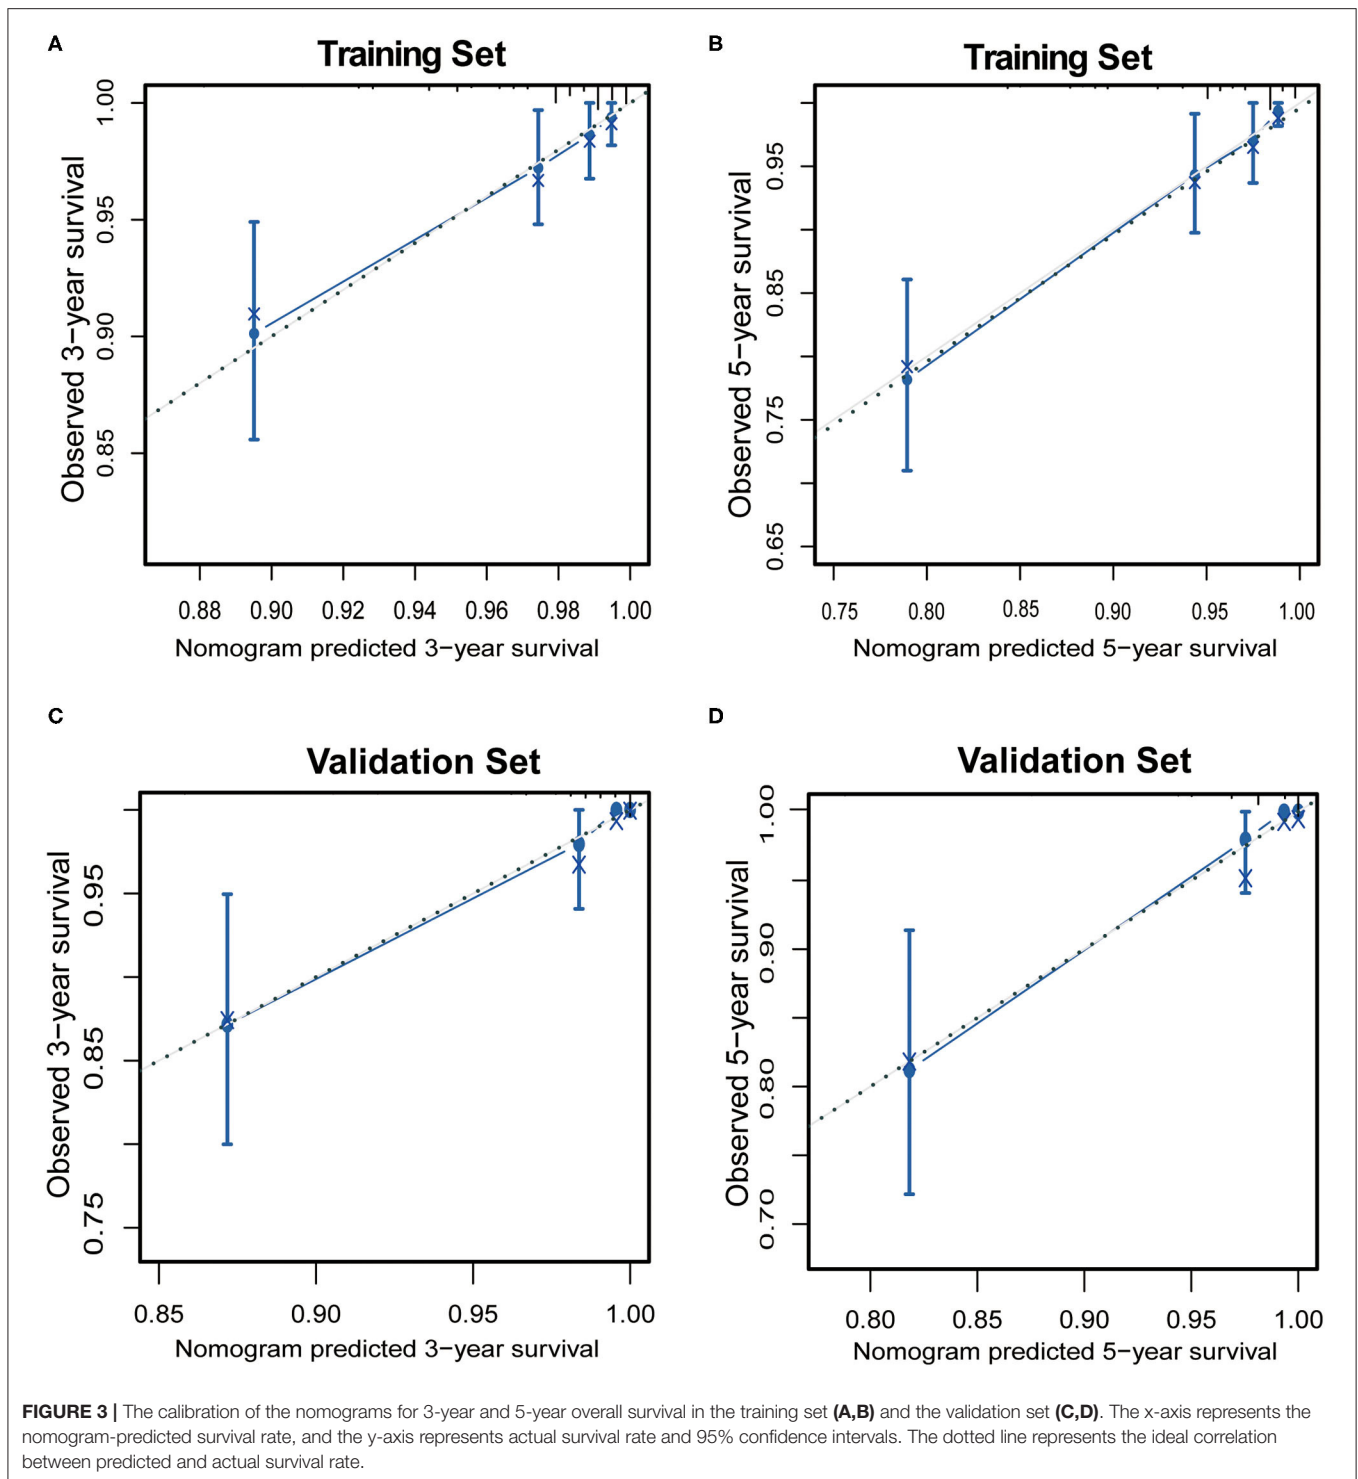 A
Training Set
Observed 3−year survival
1.00
0.95
0.90
0.85
0.88 0.90 0.92 0.94 0.96 0.98 1.00
Nomogram predicted 3−year survival
B
Training Set
Observed 5−year survival
0.95
0.85
0.75
0.65
0.75 0.80 0.85 0.90 0.95 1.00
Nomogram predicted 5−year survival
C
Validation Set
Observed 3−year survival
0.95
0.85
0.75
0.85 0.90 0.95 1.00
Nomogram predicted 3−year survival
D
Validation Set
Observed 5−year survival
1.00
0.90
0.80
0.70
0.80 0.85 0.90 0.95 1.00
Nomogram predicted 5−year survival
FIGURE 3 | The calibration of the nomograms for 3-year and 5-year overall survival in the training set (A,B) and the validation set (C,D). The x-axis represents the
nomogram-predicted survival rate, and the y-axis represents actual survival rate and 95% confidence intervals. The dotted line represents the ideal correlation
between predicted and actual survival rate.